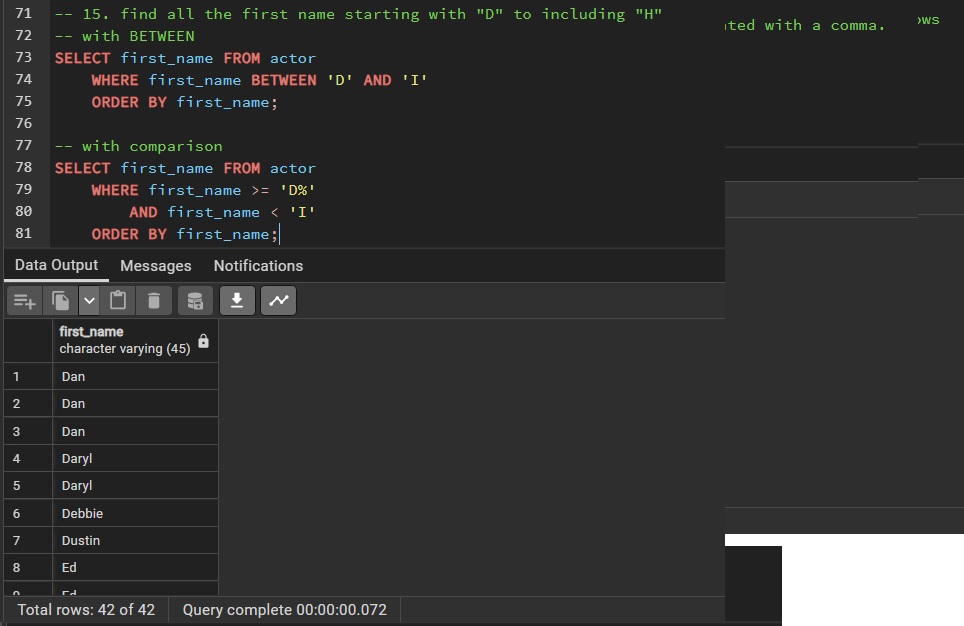 71 -- 15. find all the first name starting with "D" to including "H"
72 -- with BETWEEN
73 SELECT first_name FROM actor
74 WHERE first_name BETWEEN 'D' AND 'I'
75 ORDER BY first_name;
76
77 -- with comparison
78 SELECT first_name FROM actor
79 WHERE first_name >= 'D%'
80 AND first_name < 'I'
81 ORDER BY first_name;
with a comma.
Data Output Messages Notifications
first_name
character varying (45)
1 Dan
2 Dan
3 Dan
4 Daryl
5 Daryl
6 Debbie
7 Dustin
8 Ed
Total rows: 42 of 42 Query complete 00:00:00.072